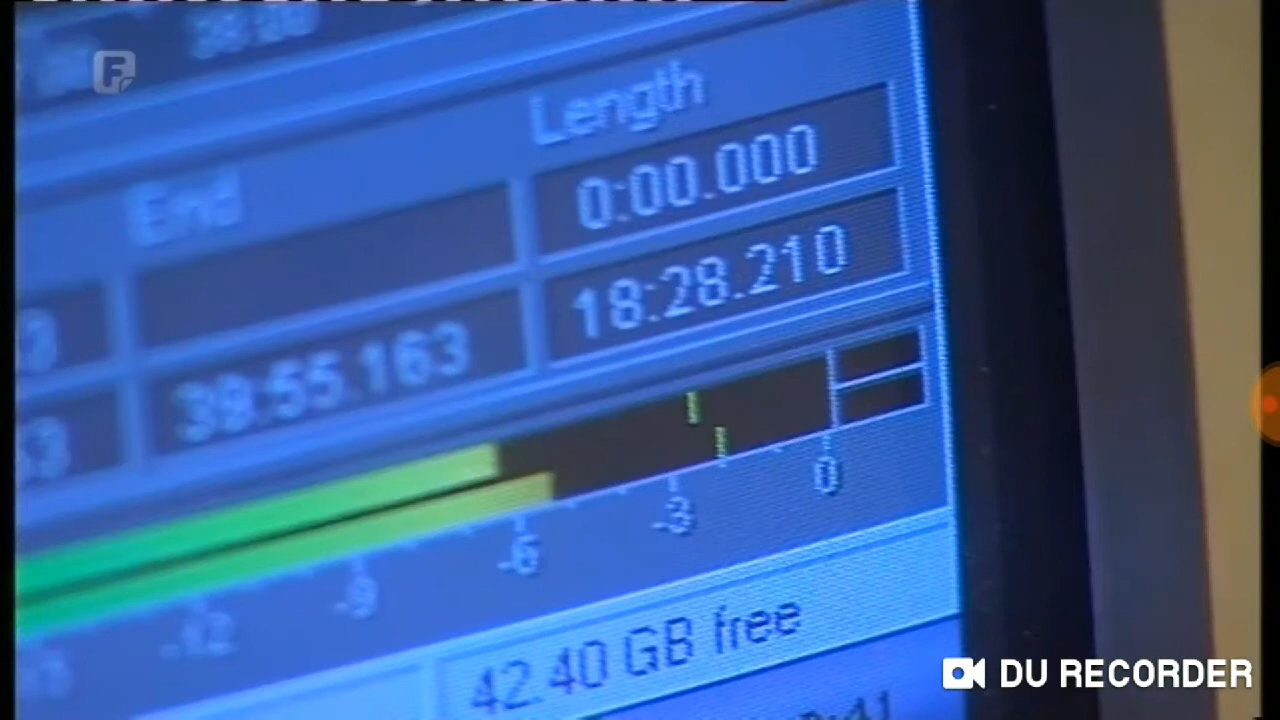 F
Length
End
0:00.000
18:28.210
39:55.163
0
-3
-6
-9
-12
42.40 GB free
DU RECORDER